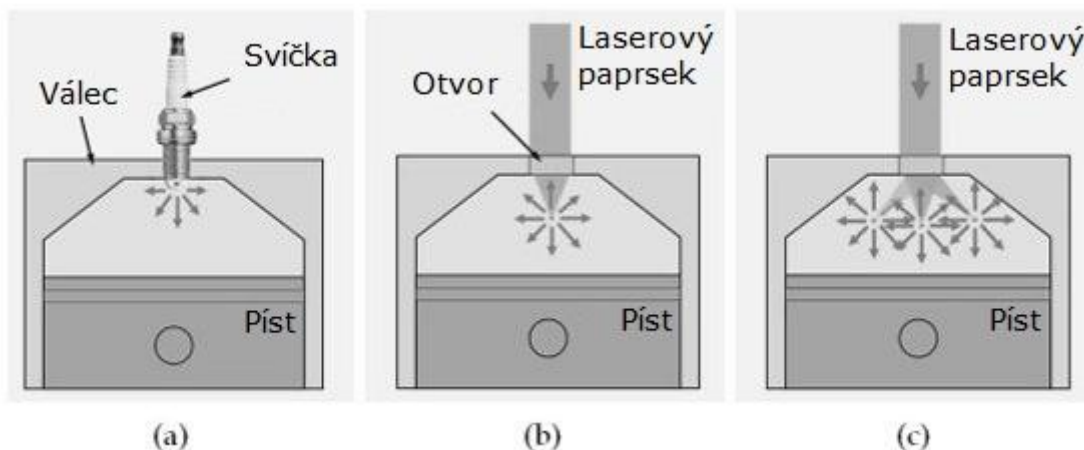 Svíčka
Válec
Píst
(a)
Laserový
paprsek
Otvor
Píst
(b)
Laserový
paprsek
Píst
(c)